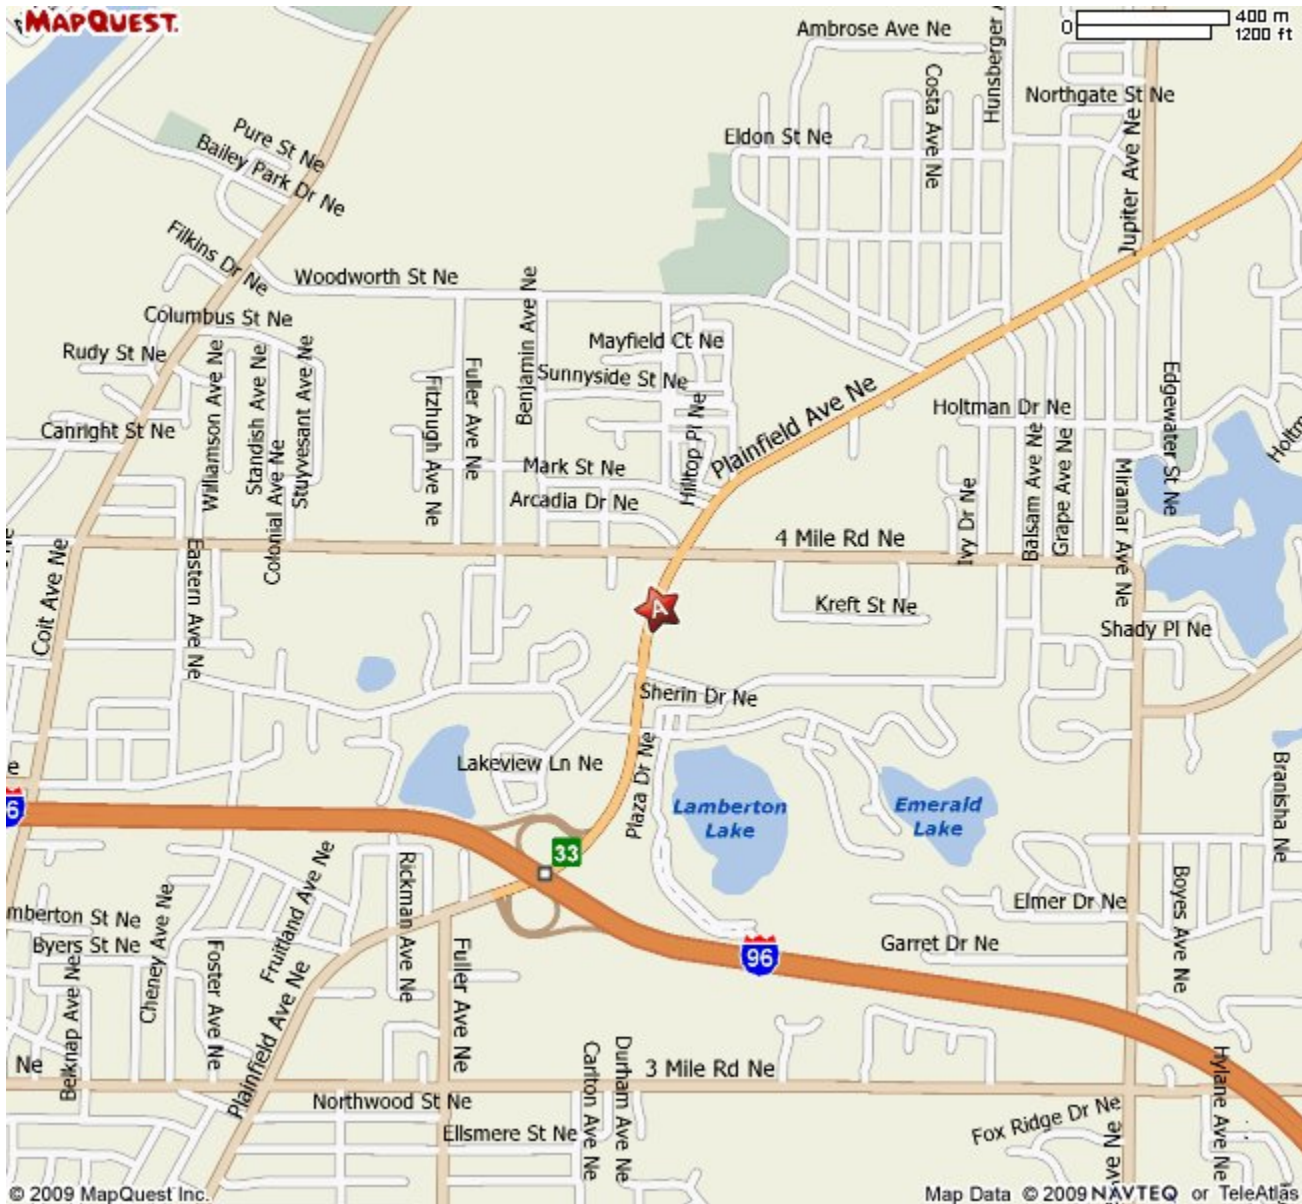 MAPQUEST.
Ambrose Ave Ne
Hunsberger A
0
400 m
1200 ft
Costa Ave Ne
Northgate St Ne
Pure St Ne
Bailey Park Dr Ne
Eldon St Ne
Jupiter Ave Ne
Filkins Dr Ne
Woodworth St Ne
Benjamin Ave Ne
Columbus St Ne
Rudy St Ne
Mayfield Ct Ne
Sunnyside St Ne
Williamson Ave Ne
Standish Ave Ne
Stuyvesant Ave Ne
Fitzhugh Ave Ne
Fuller Ave Ne
Plainfield Ave Ne
Holtman Dr Ne
Edgewater St Ne
Canright St Ne
Hilltop Pl Ne
Holtm
Colonial Ave Ne
Mark St Ne
Arcadia Dr Ne
Ivy Dr Ne
Balsam Ave Ne
Grape Ave Ne
Miramar Ave Ne
4 Mile Rd Ne
Coit Ave Ne
Eastern Ave Ne
A
Kreft St Ne
Shady Pl Ne
Sherin Dr Ne
Lakeview Ln Ne
Plaza Dr Ne
Lamberton
Lake
Emerald
Lake
Branisha Ne
e
6
33
Fruitland Ave Ne
Rickman Ave Ne
mberton St Ne
Byers St Ne
Cheney Ave Ne
Foster Ave Ne
Elmer Dr Ne
Boyes Ave Ne
Garret Dr Ne
96
Belknap Ave Ne
Plainfield Ave Ne
Fuller Ave Ne
Ne
Carlton Ave Ne
Durham Ave Ne
3 Mile Rd Ne
Hylane Ave Ne
Northwood St Ne
Ellsmere St Ne
Fox Ridge Dr Ne
Ave Ne
© 2009 MapQuest Inc.
Map Data © 2009 NAVTEQ or TeleAtlas